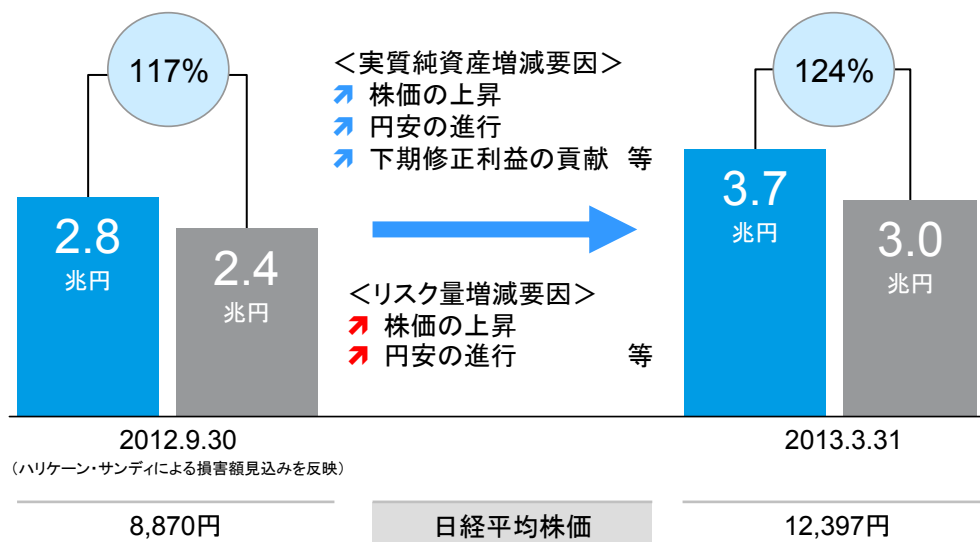 117%
2.8
兆円
2.4
兆円
2012.9.30
(ハリケーン・サンディによる損害額見込みを反映)
8,870円
＜実質純資産増減要因＞
株価の上昇
円安の進行
下期修正利益の貢献 等
＜リスク量増減要因＞
株価の上昇
円安の進行 等
日経平均株価
124%
3.7
兆円
3.0
兆円
2013.3.31
12,397円